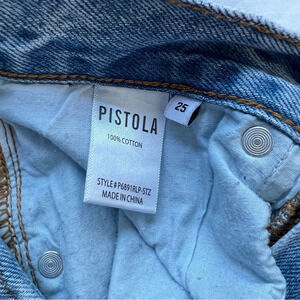 PISTOLA
25
100% COTTON
STYLE# P6891RLP-STZ
MADE IN CHINA